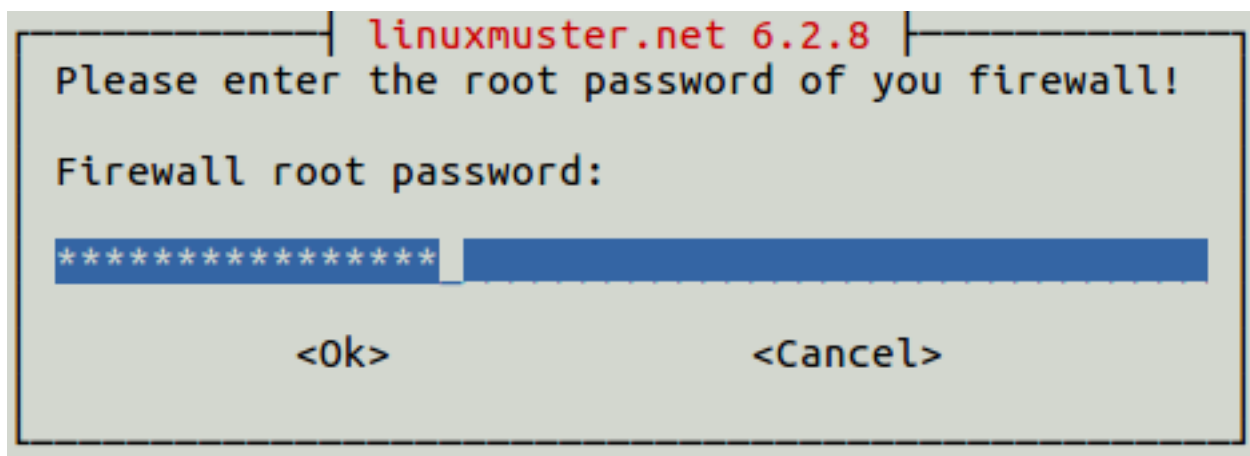 linuxmuster.net 6.2.8
Please enter the root password of you firewall!
Firewall root password:
****************_
<Ok> <Cancel>